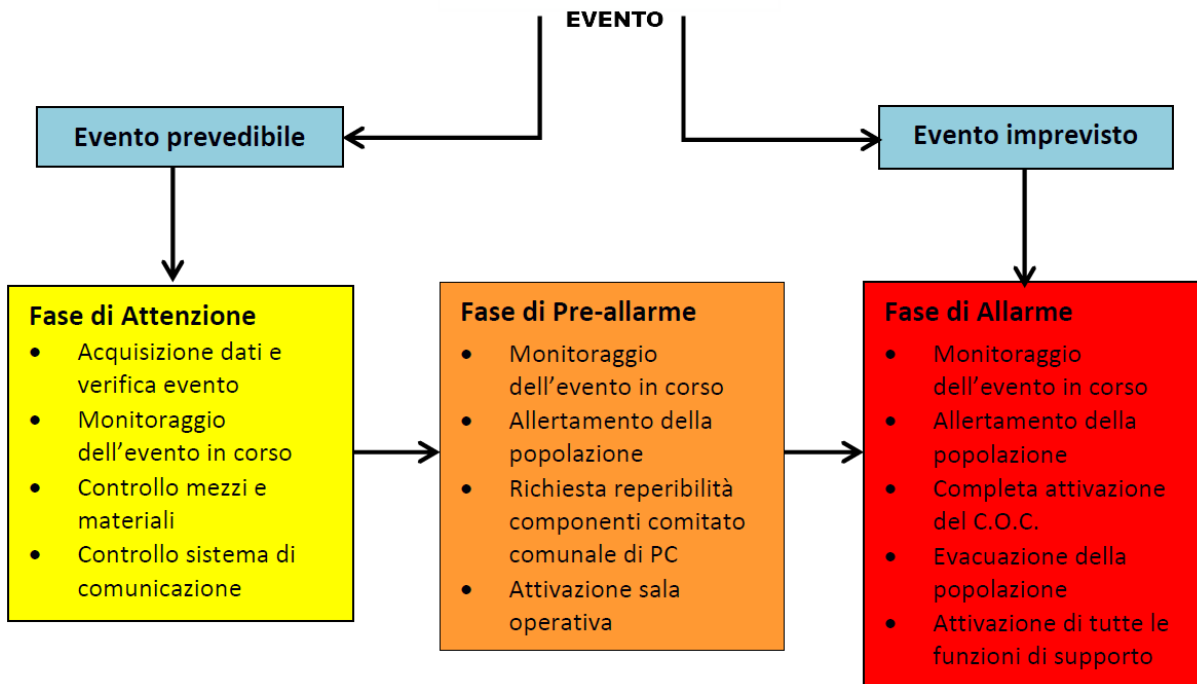 EVENTO
Evento prevedibile
Evento imprevisto
Fase di Attenzione
• Acquisizione dati e
verifica evento
• Monitoraggio
dell’evento in corso
• Controllo mezzi e
materiali
• Controllo sistema di
comunicazione
Fase di Pre-allarme
• Monitoraggio
dell’evento in corso
• Allertamento della
popolazione
• Richiesta reperibilità
componenti comitato
comunale di PC
• Attivazione sala
operativa
Fase di Allarme
• Monitoraggio
dell’evento in corso
• Allertamento della
popolazione
• Completa attivazione
del C.O.C.
• Evacuazione della
popolazione
• Attivazione di tutte le
funzioni di supporto